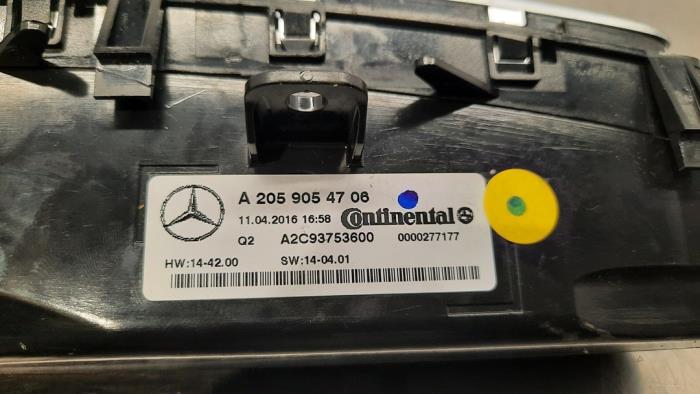 A 205 905 47 06
11.04.2016 16:58 Continental
Q2 A2C93753600 0000277177
HW:14-42.00 SW:14-04.01